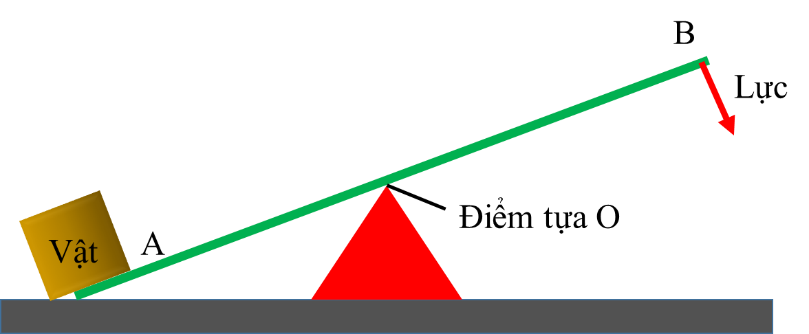 B
Lực
Điểm tựa O
A
Vật